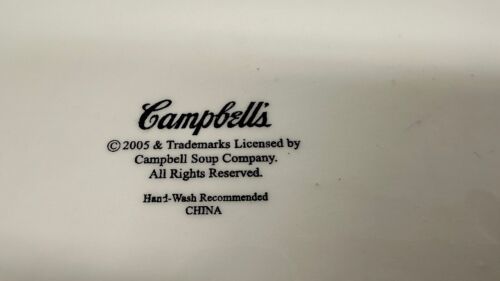 Campbell's
©2005 & Trademarks Licensed by
Campbell Soup Company.
All Rights Reserved.
Hand-Wash Recommended
CHINA